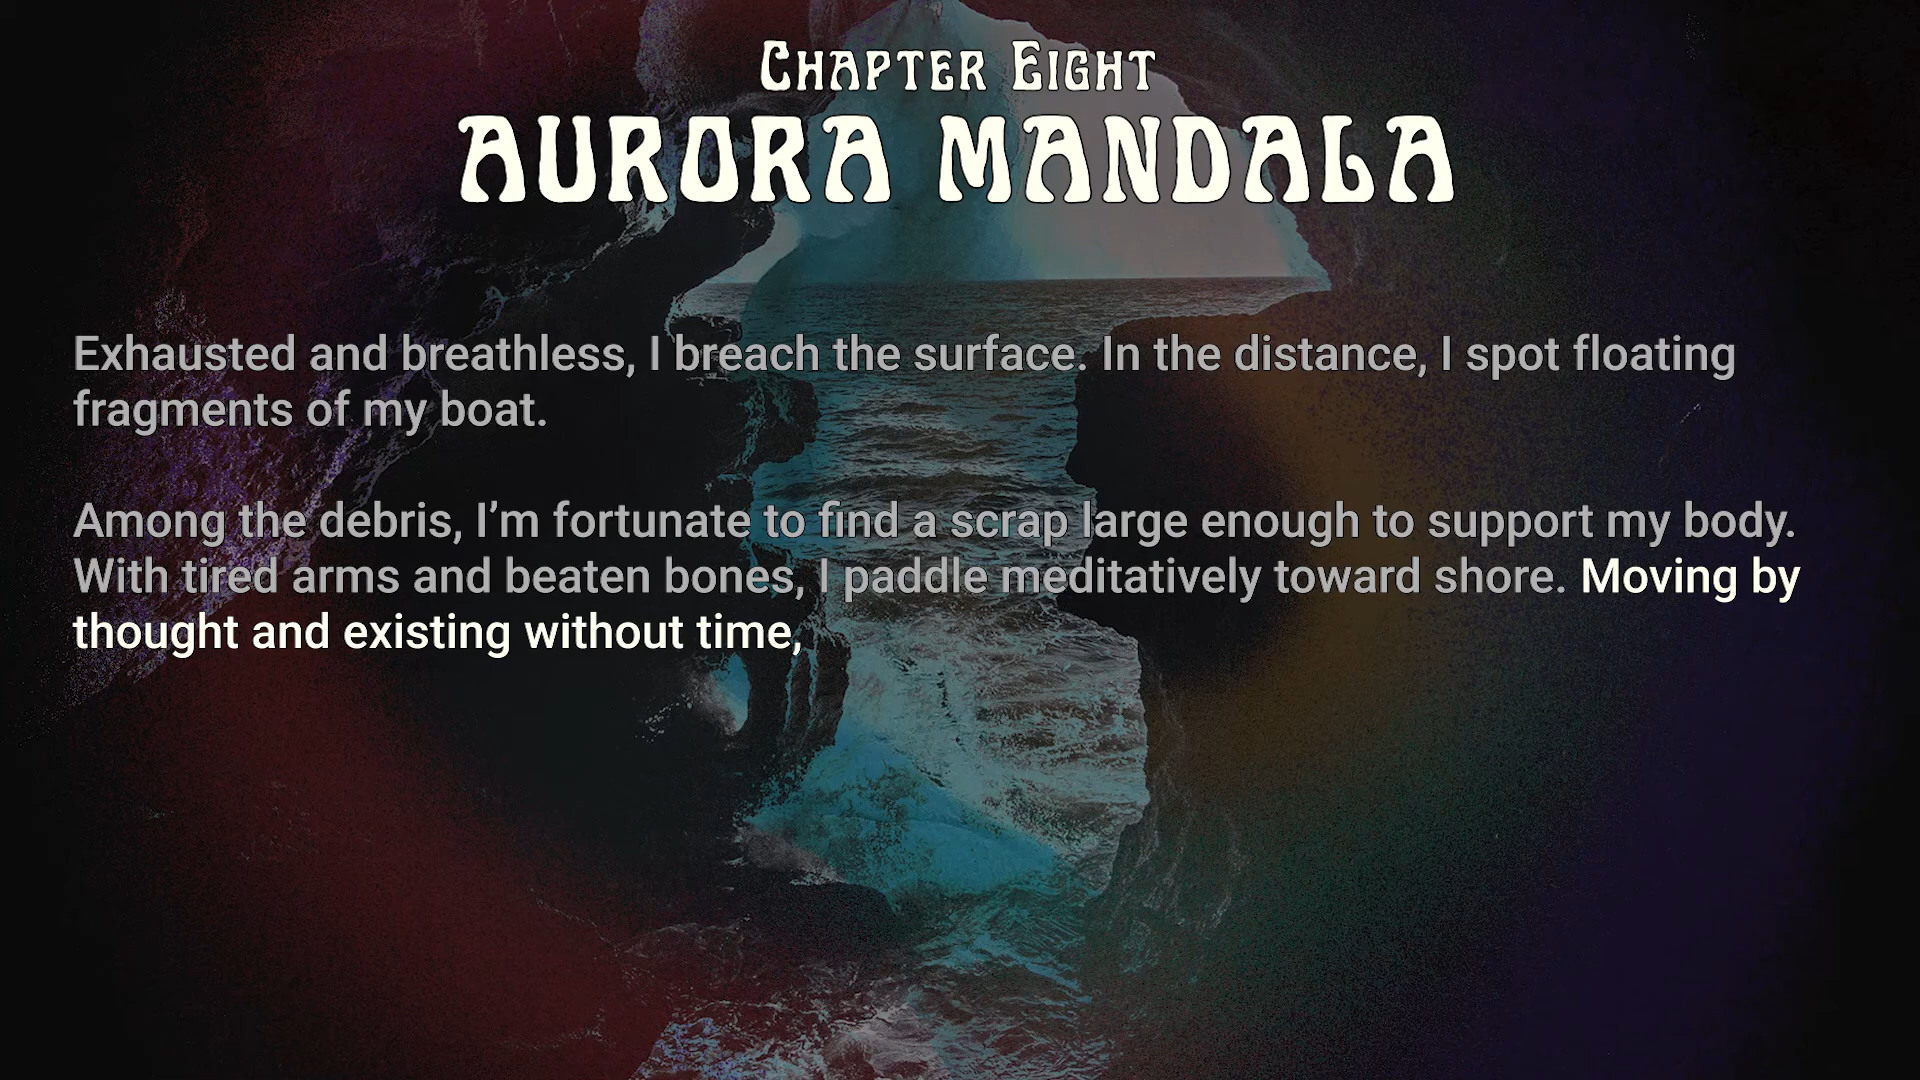 Chapter Eight
AURORA MANDALA
Exhausted and breathless, I breach the surface. In the distance, I spot floating
fragments of my boat.
Among the debris, I’m fortunate to find a scrap large enough to support my body.
With tired arms and beaten bones, I paddle meditatively toward shore. Moving by
thought and existing without time,